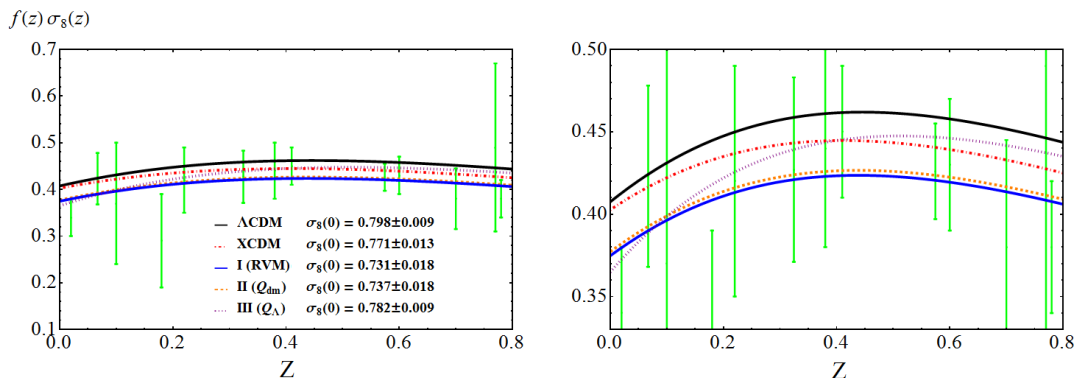 f(z) σ₈(z)
0.7
0.6
0.5
0.4
0.3
0.2
0.1
ΛCDM σ₈(0) = 0.798±0.009
XCDM σ₈(0) = 0.771±0.013
I (RVM) σ₈(0) = 0.731±0.018
II (Q_dm) σ₈(0) = 0.737±0.018
III (Q_Λ) σ₈(0) = 0.782±0.009
0.0 0.2 0.4 0.6 0.8
Z
0.50
0.45
0.40
0.35
0.0 0.2 0.4 0.6 0.8
Z